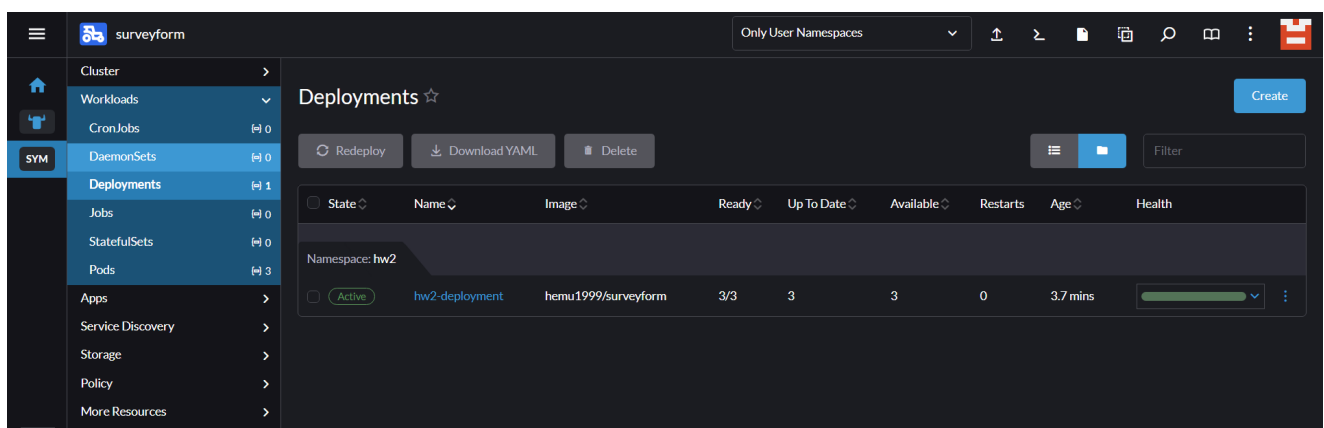 surveyform
Only User Namespaces
SYM
Cluster
Workloads
CronJobs 0
DaemonSets 0
Deployments 1
Jobs 0
StatefulSets 0
Pods 3
Apps
Service Discovery
Storage
Policy
More Resources
Deployments
Create
Redeploy Download YAML Delete
Filter
State Name Image Ready Up To Date Available Restarts Age Health
Namespace: hw2
Active hw2-deployment hemu1999/surveyform 3/3 3 3 0 3.7 mins